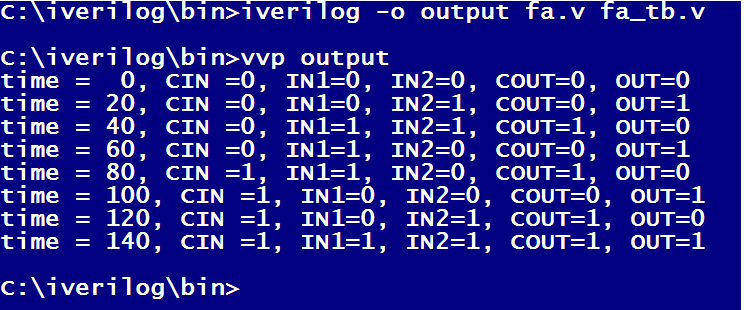 C:\iverilog\bin>iverilog -o output fa.v fa_tb.v
C:\iverilog\bin>vvp output
time =   0, CIN =0, IN1=0, IN2=0, COUT=0, OUT=0
time =  20, CIN =0, IN1=0, IN2=1, COUT=0, OUT=1
time =  40, CIN =0, IN1=1, IN2=1, COUT=1, OUT=0
time =  60, CIN =0, IN1=1, IN2=0, COUT=0, OUT=1
time =  80, CIN =1, IN1=1, IN2=0, COUT=1, OUT=0
time = 100, CIN =1, IN1=0, IN2=0, COUT=0, OUT=1
time = 120, CIN =1, IN1=0, IN2=1, COUT=1, OUT=0
time = 140, CIN =1, IN1=1, IN2=1, COUT=1, OUT=1
C:\iverilog\bin>